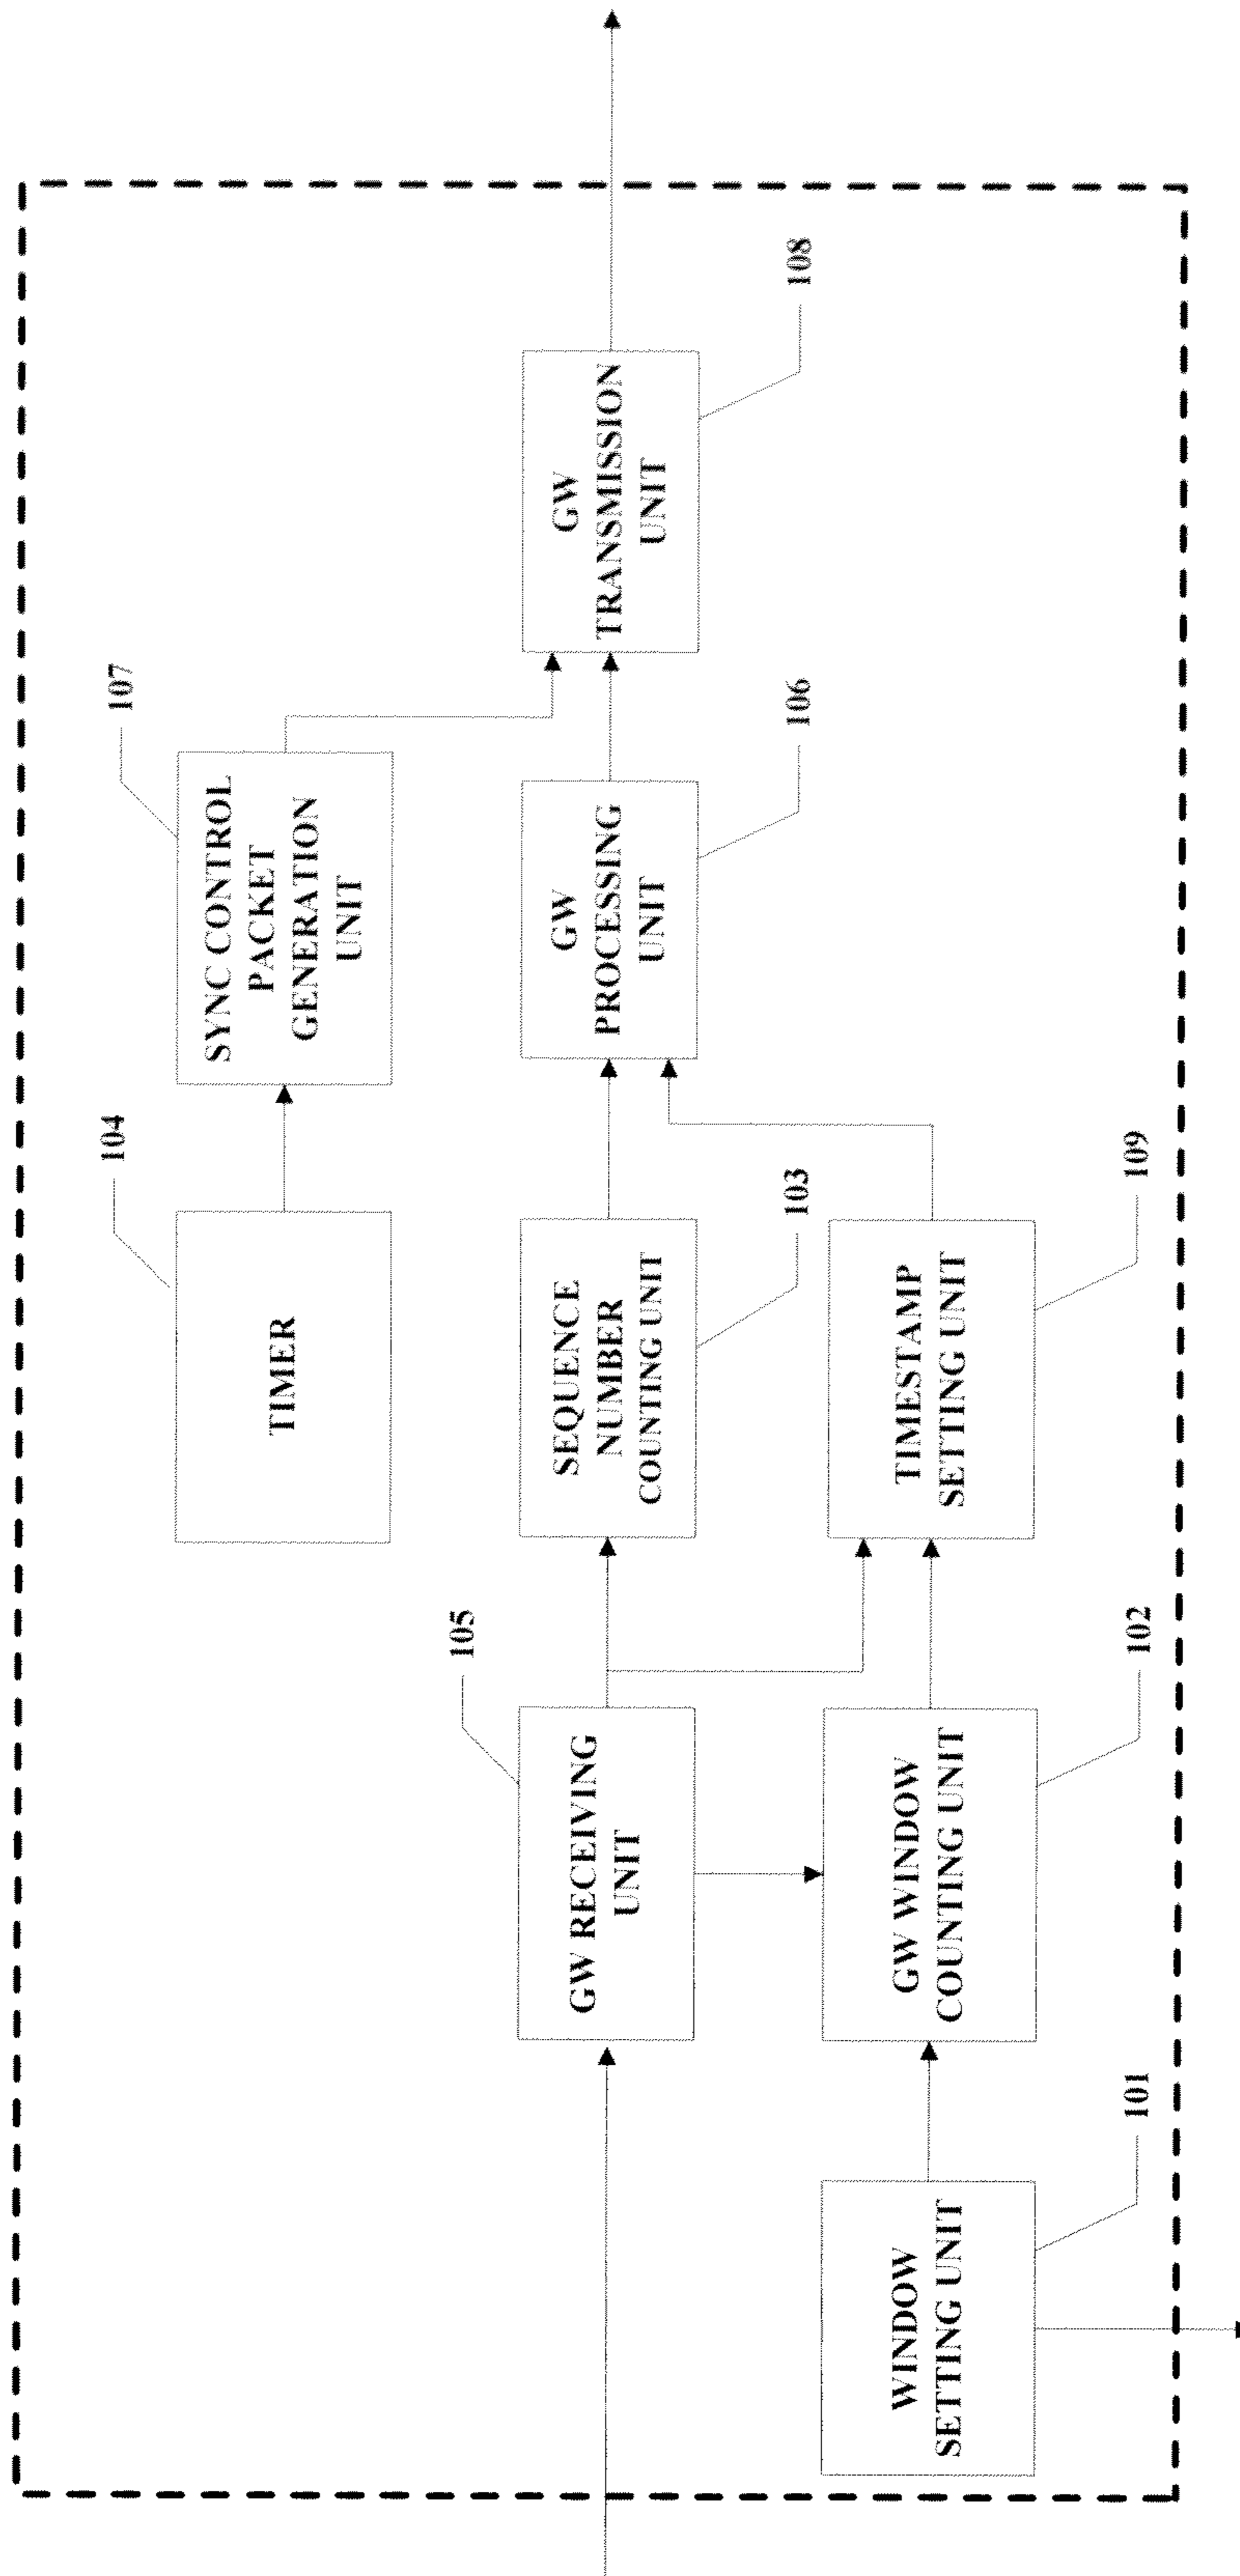 104
TIMER
107
SYNC CONTROL
PACKET
GENERATION
UNIT
105
GW RECEIVING
UNIT
SEQUENCE
NUMBER
COUNTING UNIT
103
GW
PROCESSING
UNIT
106
GW
TRANSMISSION
UNIT
108
WINDOW
SETTING UNIT
101
GW WINDOW
COUNTING UNIT
102
TIMESTAMP
SETTING UNIT
109